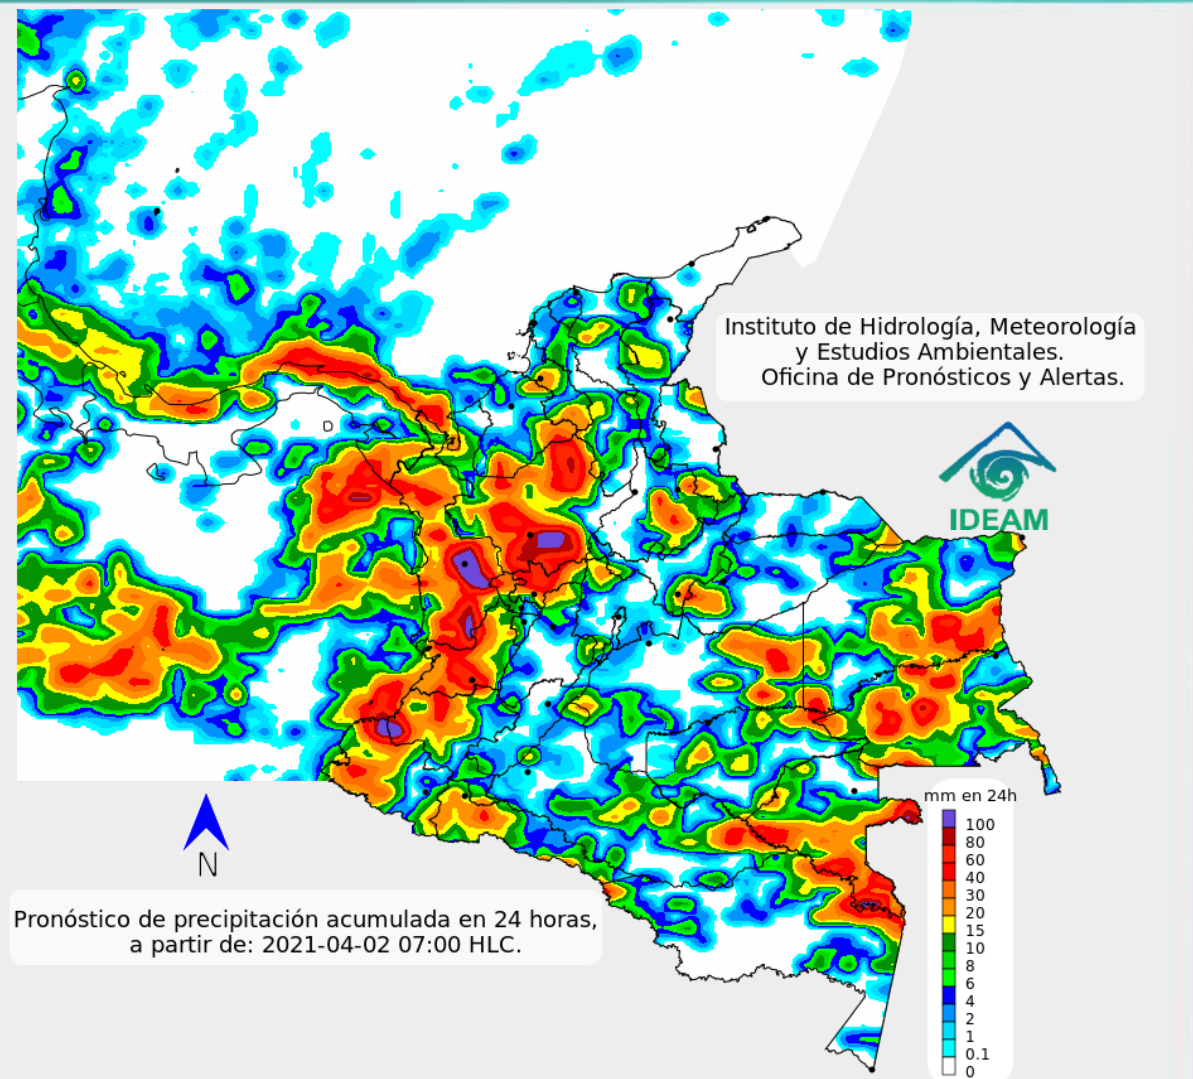 Instituto de Hidrología, Meteorología
y Estudios Ambientales.
Oficina de Pronósticos y Alertas.
IDEAM
mm en 24h
100
80
60
40
30
20
15
10
8
6
4
2
1
0.1
0
N
Pronóstico de precipitación acumulada en 24 horas,
a partir de: 2021-04-02 07:00 HLC.